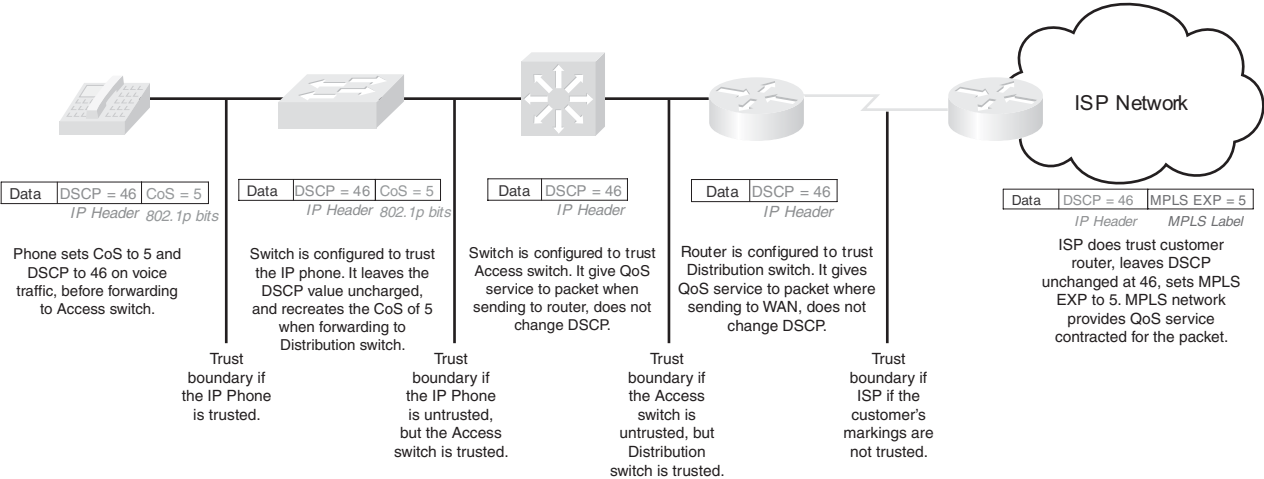 ISP Network
Data DSCP = 46 CoS = 5
IP Header 802.1p bits
Phone sets CoS to 5 and
DSCP to 46 on voice
traffic, before forwarding
to Access switch.
Data DSCP = 46 CoS = 5
IP Header 802.1p bits
Switch is configured to trust
the IP phone. It leaves the
DSCP value uncharged,
and recreates the CoS of 5
when forwarding to
Distribution switch.
Data DSCP = 46
IP Header
Switch is configured to trust
Access switch. It give QoS
service to packet when
sending to router, does not
change DSCP.
Data DSCP = 46
IP Header
Router is configured to trust
Distribution switch. It gives
QoS service to packet where
sending to WAN, does not
change DSCP.
Data DSCP = 46 MPLS EXP = 5
IP Header MPLS Label
ISP does trust customer
router, leaves DSCP
unchanged at 46, sets MPLS
EXP to 5. MPLS network
provides QoS service
contracted for the packet.
Trust
boundary if
the IP Phone
is trusted.
Trust
boundary if
the IP Phone
is untrusted,
but the Access
switch is trusted.
Trust
boundary if
the Access
switch is
untrusted, but
Distribution
switch is trusted.
Trust
boundary if
ISP if the
customer's
markings are
not trusted.